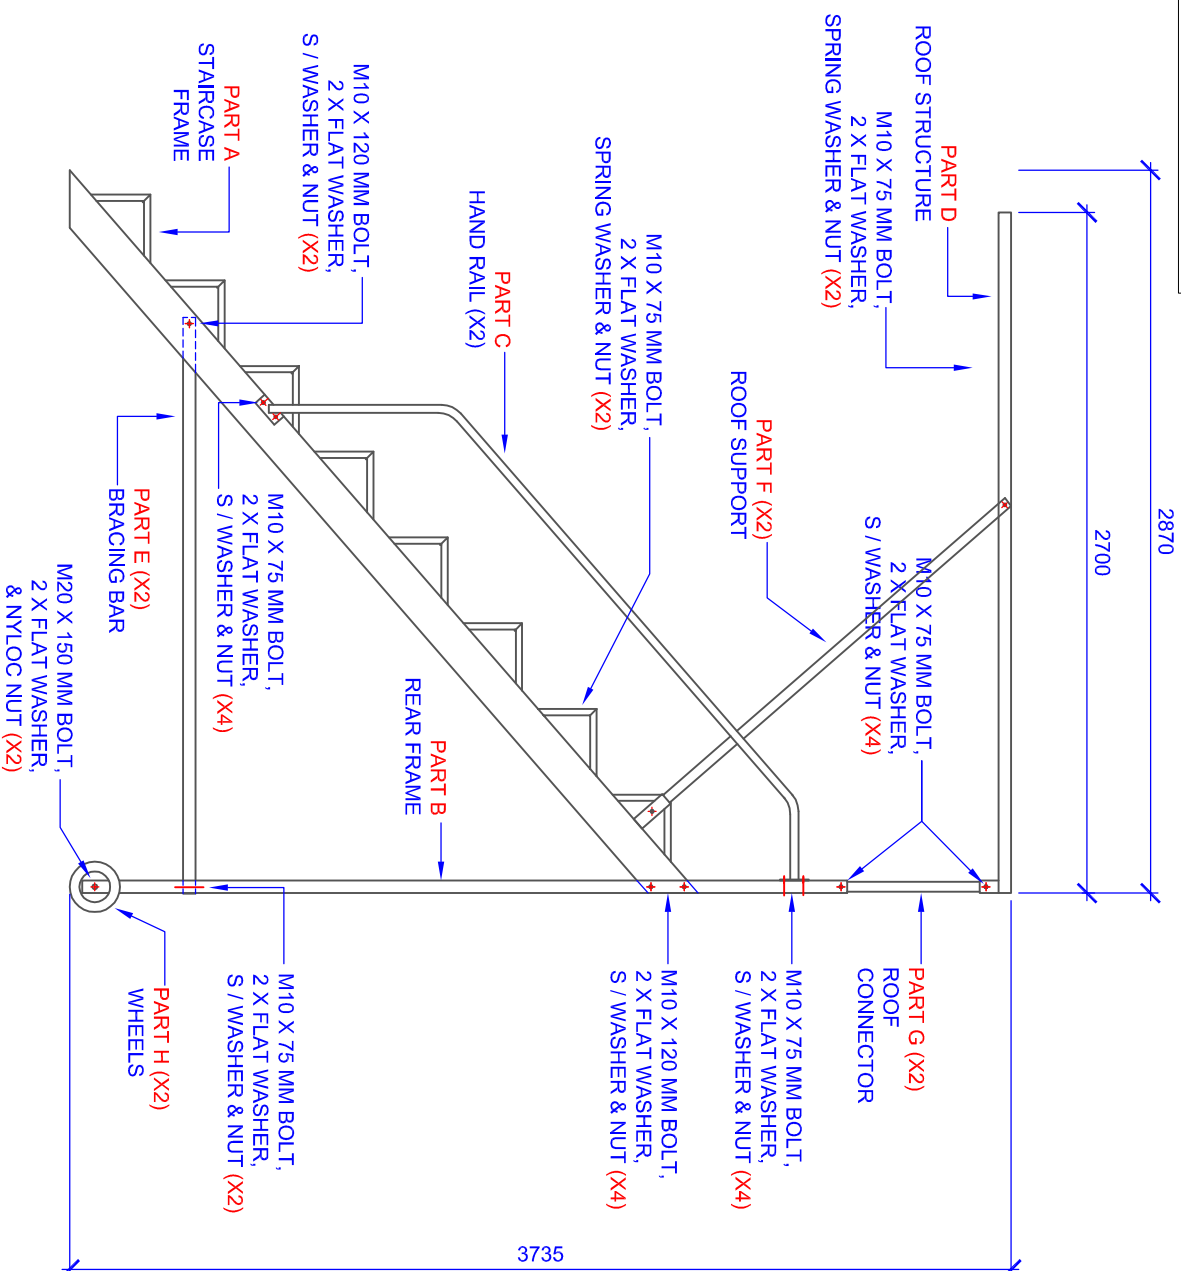 2870
2700
PART D
ROOF STRUCTURE
M10 X 75 MM BOLT,
2 X FLAT WASHER,
SPRING WASHER & NUT (X2)
M10 X 75 MM BOLT,
2 X FLAT WASHER,
S / WASHER & NUT (X4)
PART G (X2)
ROOF
CONNECTOR
PART F (X2)
ROOF SUPPORT
M10 X 75 MM BOLT,
2 X FLAT WASHER,
S / WASHER & NUT (X4)
M10 X 75 MM BOLT,
2 X FLAT WASHER,
SPRING WASHER & NUT (X2)
M10 X 120 MM BOLT,
2 X FLAT WASHER,
S / WASHER & NUT (X4)
3735
PART C
HAND RAIL (X2)
PART B
REAR FRAME
M10 X 120 MM BOLT,
2 X FLAT WASHER,
S / WASHER & NUT (X2)
M10 X 75 MM BOLT,
2 X FLAT WASHER,
S / WASHER & NUT (X4)
M10 X 75 MM BOLT,
2 X FLAT WASHER,
S / WASHER & NUT (X2)
PART A
STAIRCASE
FRAME
PART E (X2)
BRACING BAR
PART H (X2)
WHEELS
M20 X 150 MM BOLT,
2 X FLAT WASHER,
& NYLOC NUT (X2)